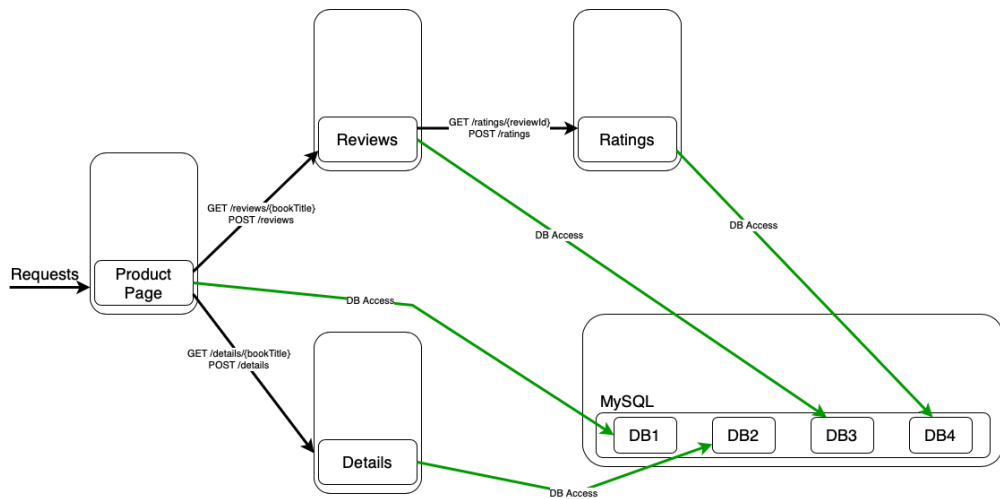 Reviews
GET /ratings/{reviewId}
POST /ratings
Ratings
GET /reviews/{bookTitle}
POST /reviews
DB Access
DB Access
Requests
Product
Page
DB Access
GET /details/{bookTitle}
POST /details
MySQL
DB1
DB2
DB3
DB4
Details
DB Access